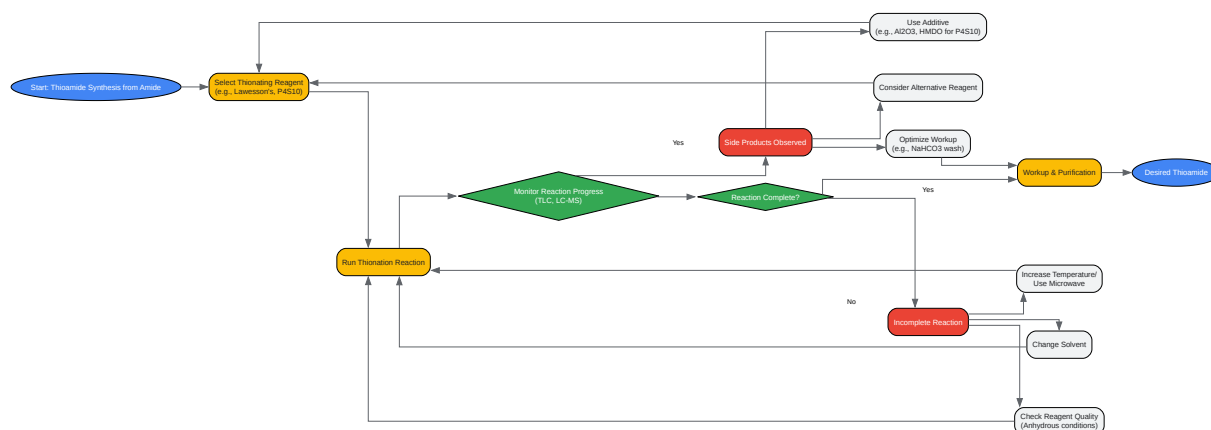 Use Additive
(e.g., Al2O3, HMDO for P4S10)
Start: Thioamide Synthesis from Amide
Select Thionating Reagent
(e.g., Lawesson's, P4S10)
Consider Alternative Reagent
Yes
Side Products Observed
Optimize Workup
(e.g., NaHCO3 wash)
Workup & Purification
Desired Thioamide
Monitor Reaction Progress
(TLC, LC-MS)
Reaction Complete?
Yes
Run Thionation Reaction
Increase Temperature/
Use Microwave
No
Incomplete Reaction
Change Solvent
Check Reagent Quality
(Anhydrous conditions)